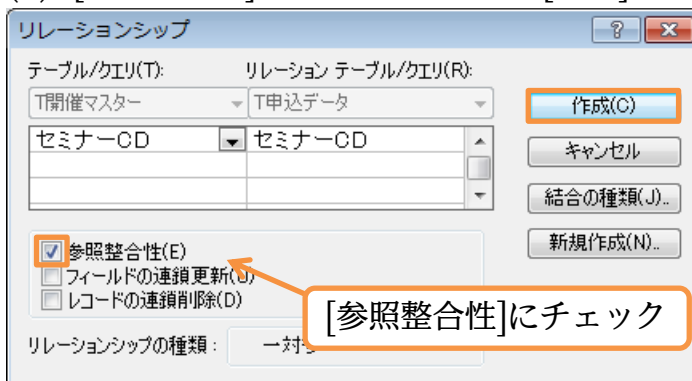 リレーションシップ
テーブル/クエリ(T):
リレーション テーブル/クエリ(R):
T開催マスター
T申込データ
作成(C)
セミナーCD
セミナーCD
キャンセル
結合の種類(J)..
新規作成(N)..
参照整合性(E)
フィールドの連鎖更新(U)
レコードの連鎖削除(D)
[参照整合性]にチェック
リレーションシップの種類:
一対